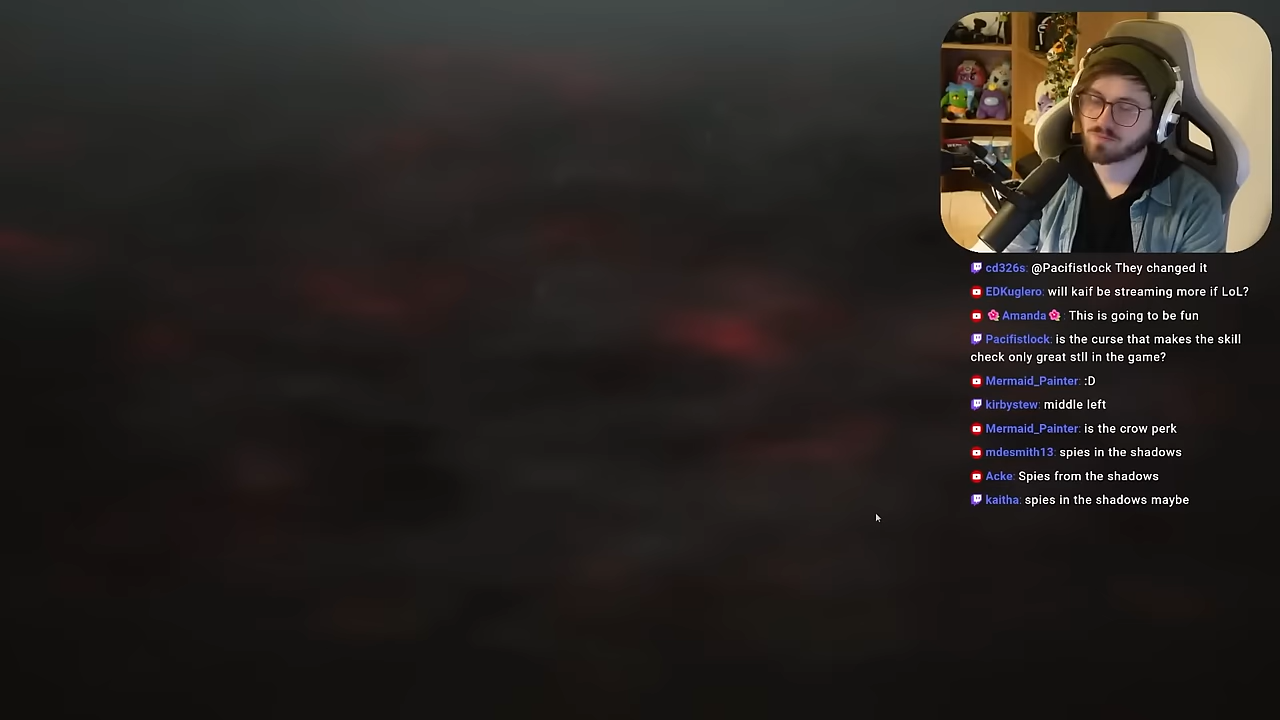 cd326s: @Pacifistlock They changed it
EDKuglero: will kaif be streaming more if LoL?
🌸Amanda🌸: This is going to be fun
Pacifistlock: is the curse that makes the skill
check only great stll in the game?
Mermaid_Painter: :D
kirbystew: middle left
Mermaid_Painter: is the crow perk
mdesmith13: spies in the shadows
Acke: Spies from the shadows
kaitha: spies in the shadows maybe